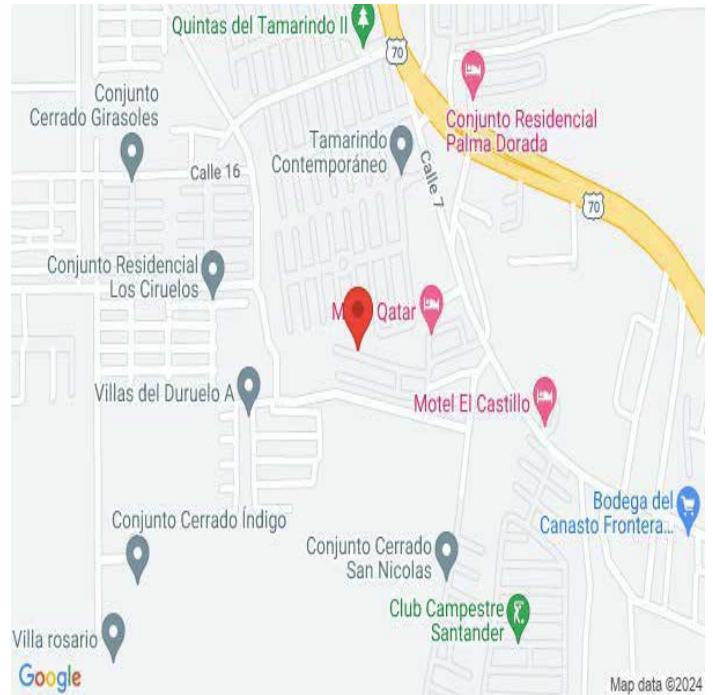 Quintas del Tamarindo II
70
Conjunto
Cerrado Girasoles
Conjunto Residencial
Palma Dorada
Tamarindo
Contemporáneo
Calle 16
Calle 7
70
Conjunto Residencial
Los Ciruelos
Qatar
Villas del Duruelo A
Motel El Castillo
Bodega del
Canasto Frontera...
Conjunto Cerrado Índigo
Conjunto Cerrado
San Nicolas
Club Campestre
Santander
Villa rosario
Google
Map data ©2024